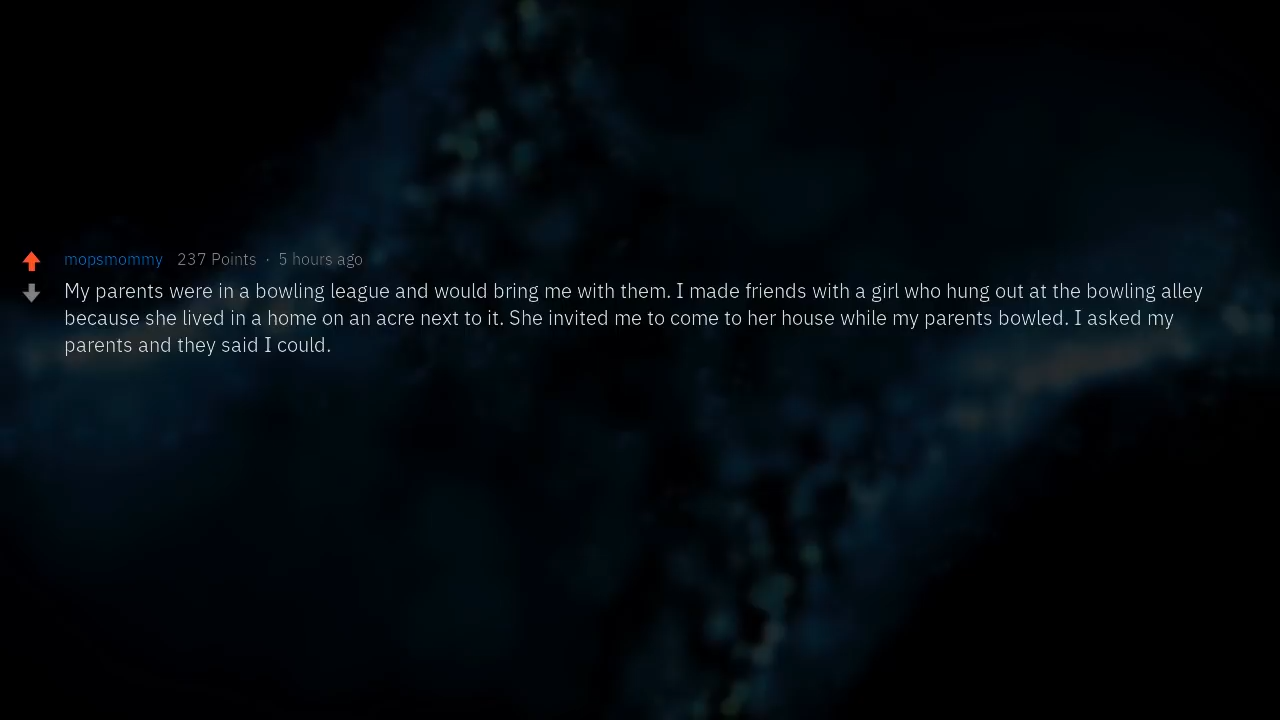 mopsmommy 237 Points · 5 hours ago
My parents were in a bowling league and would bring me with them. I made friends with a girl who hung out at the bowling alley
because she lived in a home on an acre next to it. She invited me to come to her house while my parents bowled. I asked my
parents and they said I could.